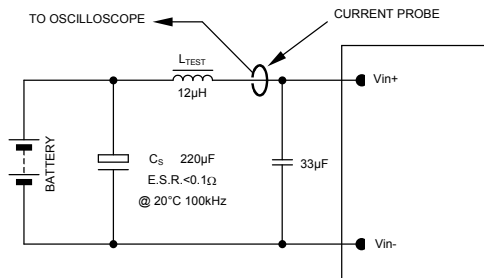 TO OSCILLOSCOPE
CURRENT PROBE
LTEST
12µH
Vin+
BATTERY
CS 220µF
E.S.R.<0.1Ω
@ 20°C 100kHz
33µF
Vin-